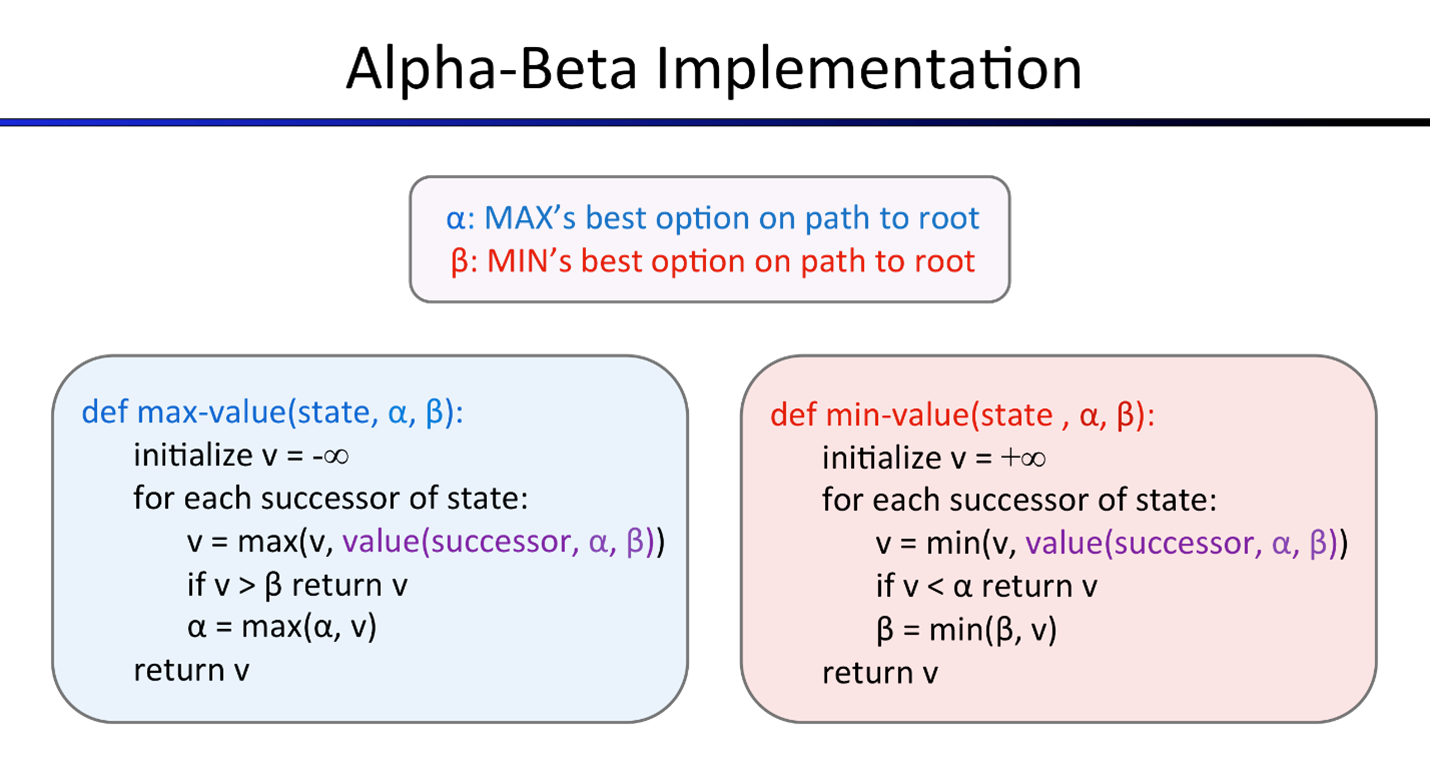 Alpha-Beta Implementation
α: MAX’s best option on path to root
β: MIN’s best option on path to root
def max-value(state, α, β):
initialize v = -∞
for each successor of state:
v = max(v, value(successor, α, β))
if v > β return v
α = max(α, v)
return v
def min-value(state , α, β):
initialize v = +∞
for each successor of state:
v = min(v, value(successor, α, β))
if v < α return v
β = min(β, v)
return v